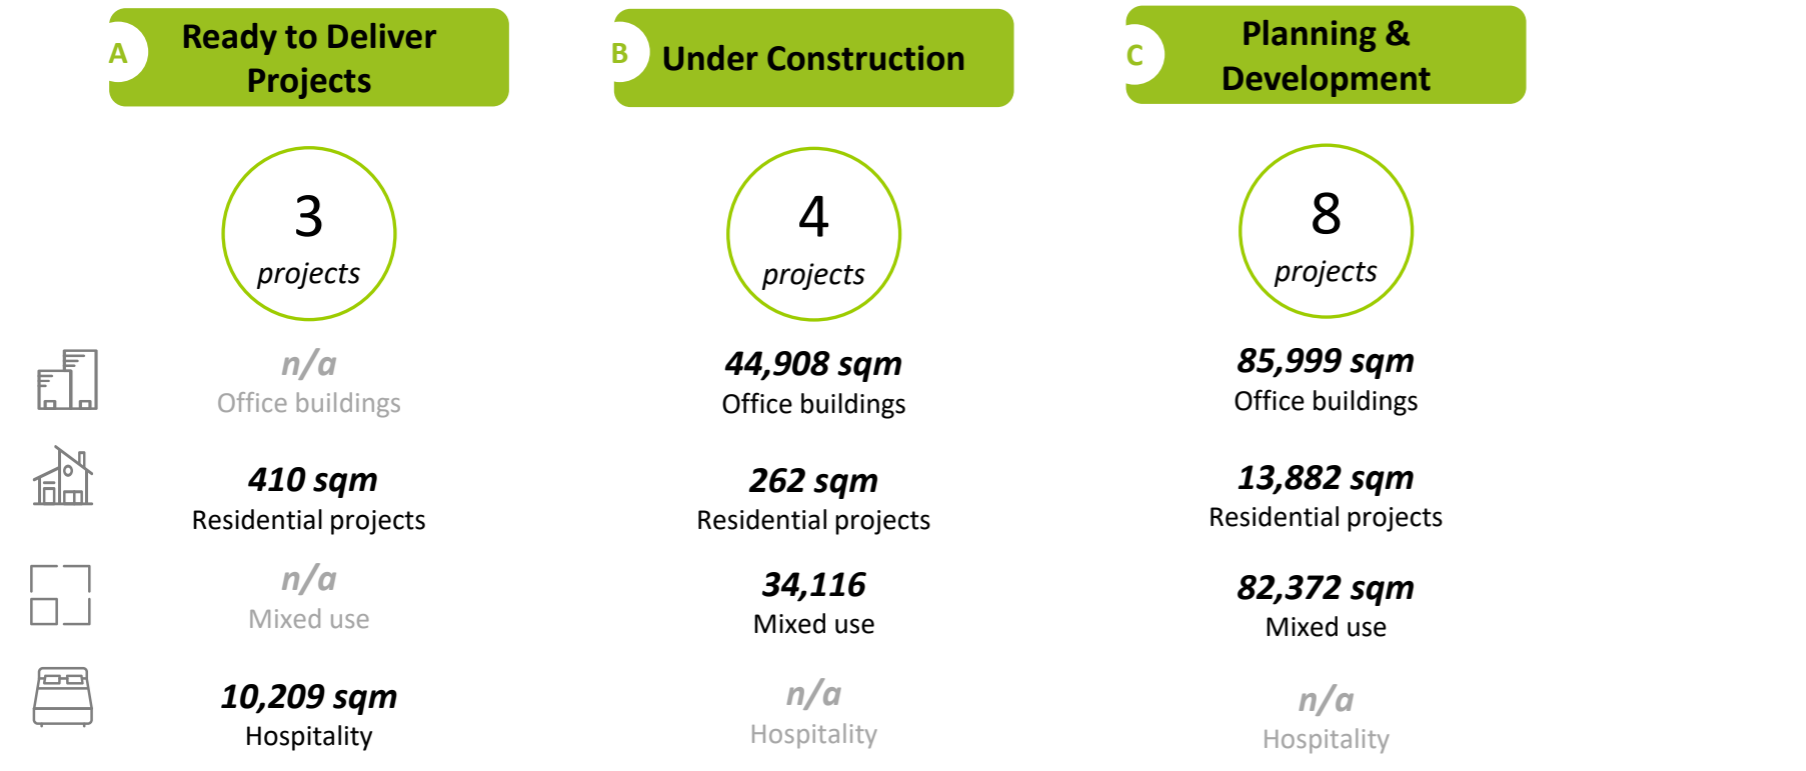 A
Ready to Deliver
Projects
3
projects
n/a
Office buildings
410 sqm
Residential projects
n/a
Mixed use
10,209 sqm
Hospitality
B
Under Construction
4
projects
44,908 sqm
Office buildings
262 sqm
Residential projects
34,116
Mixed use
n/a
Hospitality
C
Planning &
Development
8
projects
85,999 sqm
Office buildings
13,882 sqm
Residential projects
82,372 sqm
Mixed use
n/a
Hospitality